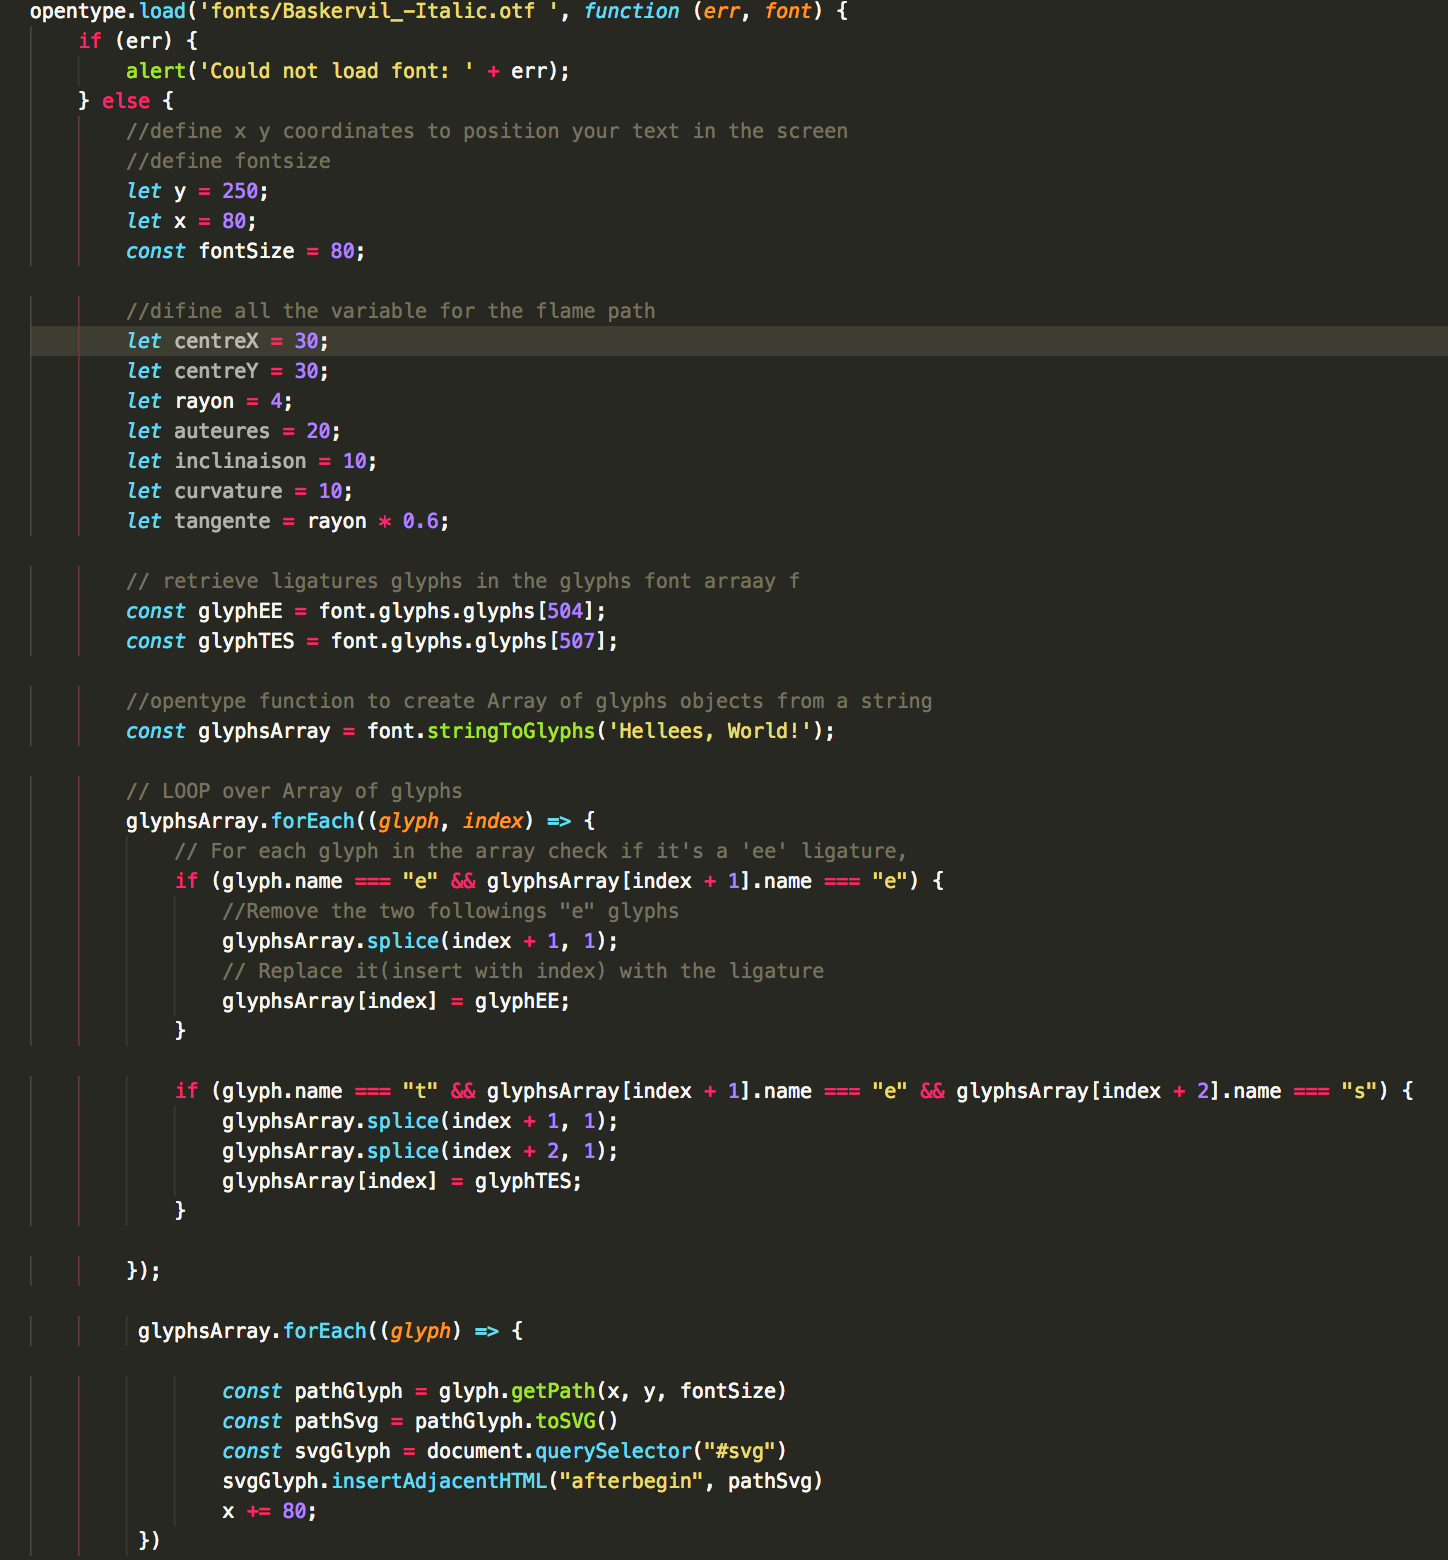 opentype.load('fonts/Baskervil_-Italic.otf ', function (err, font) {
    if (err) {
        alert('Could not load font: ' + err);
    } else {
        //define x y coordinates to position your text in the screen
        //define fontsize
        let y = 250;
        let x = 80;
        const fontSize = 80;

        //difine all the variable for the flame path
        let centreX = 30;
        let centreY = 30;
        let rayon = 4;
        let auteures = 20;
        let inclinaison = 10;
        let curvature = 10;
        let tangente = rayon * 0.6;

        // retrieve ligatures glyphs in the glyphs font arraay f
        const glyphEE = font.glyphs.glyphs[504];
        const glyphTES = font.glyphs.glyphs[507];

        //opentype function to create Array of glyphs objects from a string
        const glyphsArray = font.stringToGlyphs('Hellees, World!');

        // LOOP over Array of glyphs
        glyphsArray.forEach((glyph, index) => {
            // For each glyph in the array check if it's a 'ee' ligature,
            if (glyph.name === "e" && glyphsArray[index + 1].name === "e") {
                //Remove the two followings "e" glyphs
                glyphsArray.splice(index + 1, 1);
                // Replace it(insert with index) with the ligature
                glyphsArray[index] = glyphEE;
            }

            if (glyph.name === "t" && glyphsArray[index + 1].name === "e" && glyphsArray[index + 2].name === "s") {
                glyphsArray.splice(index + 1, 1);
                glyphsArray.splice(index + 2, 1);
                glyphsArray[index] = glyphTES;
            }

        });

         glyphsArray.forEach((glyph) => {

                const pathGlyph = glyph.getPath(x, y, fontSize)
                const pathSvg = pathGlyph.toSVG()
                const svgGlyph = document.querySelector("#svg")
                svgGlyph.insertAdjacentHTML("afterbegin", pathSvg)
                x += 80;
         })